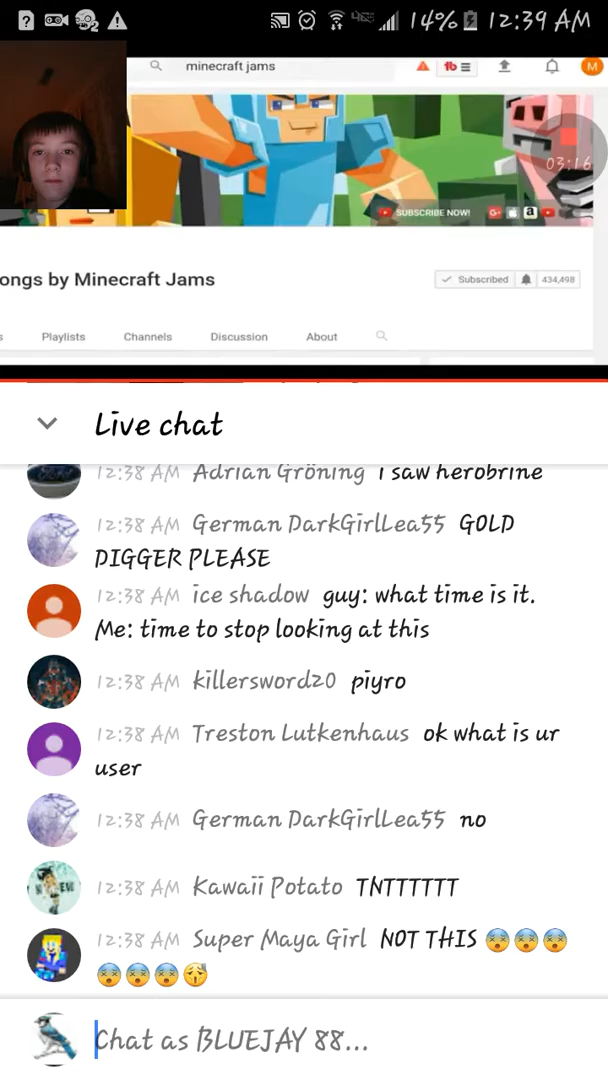 14% 12:39 AM
minecraft jams
03:16
SUBSCRIBE NOW!
ongs by Minecraft Jams
Subscribed 434,498
s Playlists Channels Discussion About
Live chat
12:38 AM Adrian Gröning i saw herobrine
12:38 AM German DarkGirlLea55 GOLD
DIGGER PLEASE
12:38 AM ice shadow guy: what time is it.
Me: time to stop looking at this
12:38 AM killersword20 piyro
12:38 AM Treston Lutkenhaus ok what is ur
user
12:38 AM German DarkGirlLea55 no
12:38 AM Kawaii Potato TNTTTTTT
12:38 AM Super Maya Girl NOT THIS 😵😵😵
😵😵😵😫
Chat as BLUEJAY 88...